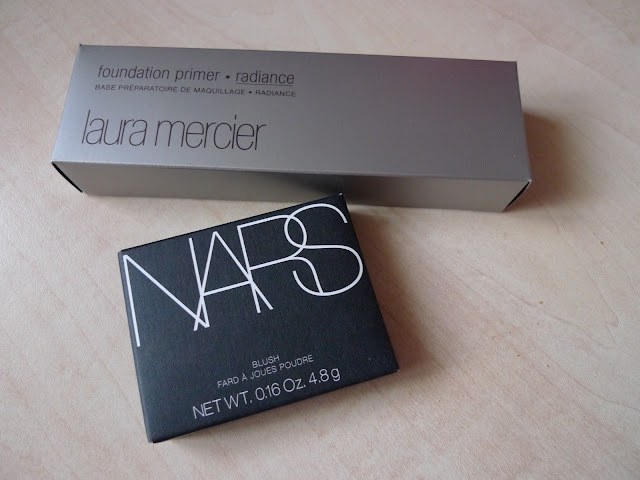 foundation primer • radiance
BASE PRÉPARATOIRE DE MAQUILLAGE • RADIANCE
laura mercier
NARS
BLUSH
FARD À JOUES POUDRE
NET WT. 0.16 Oz. 4.8 g